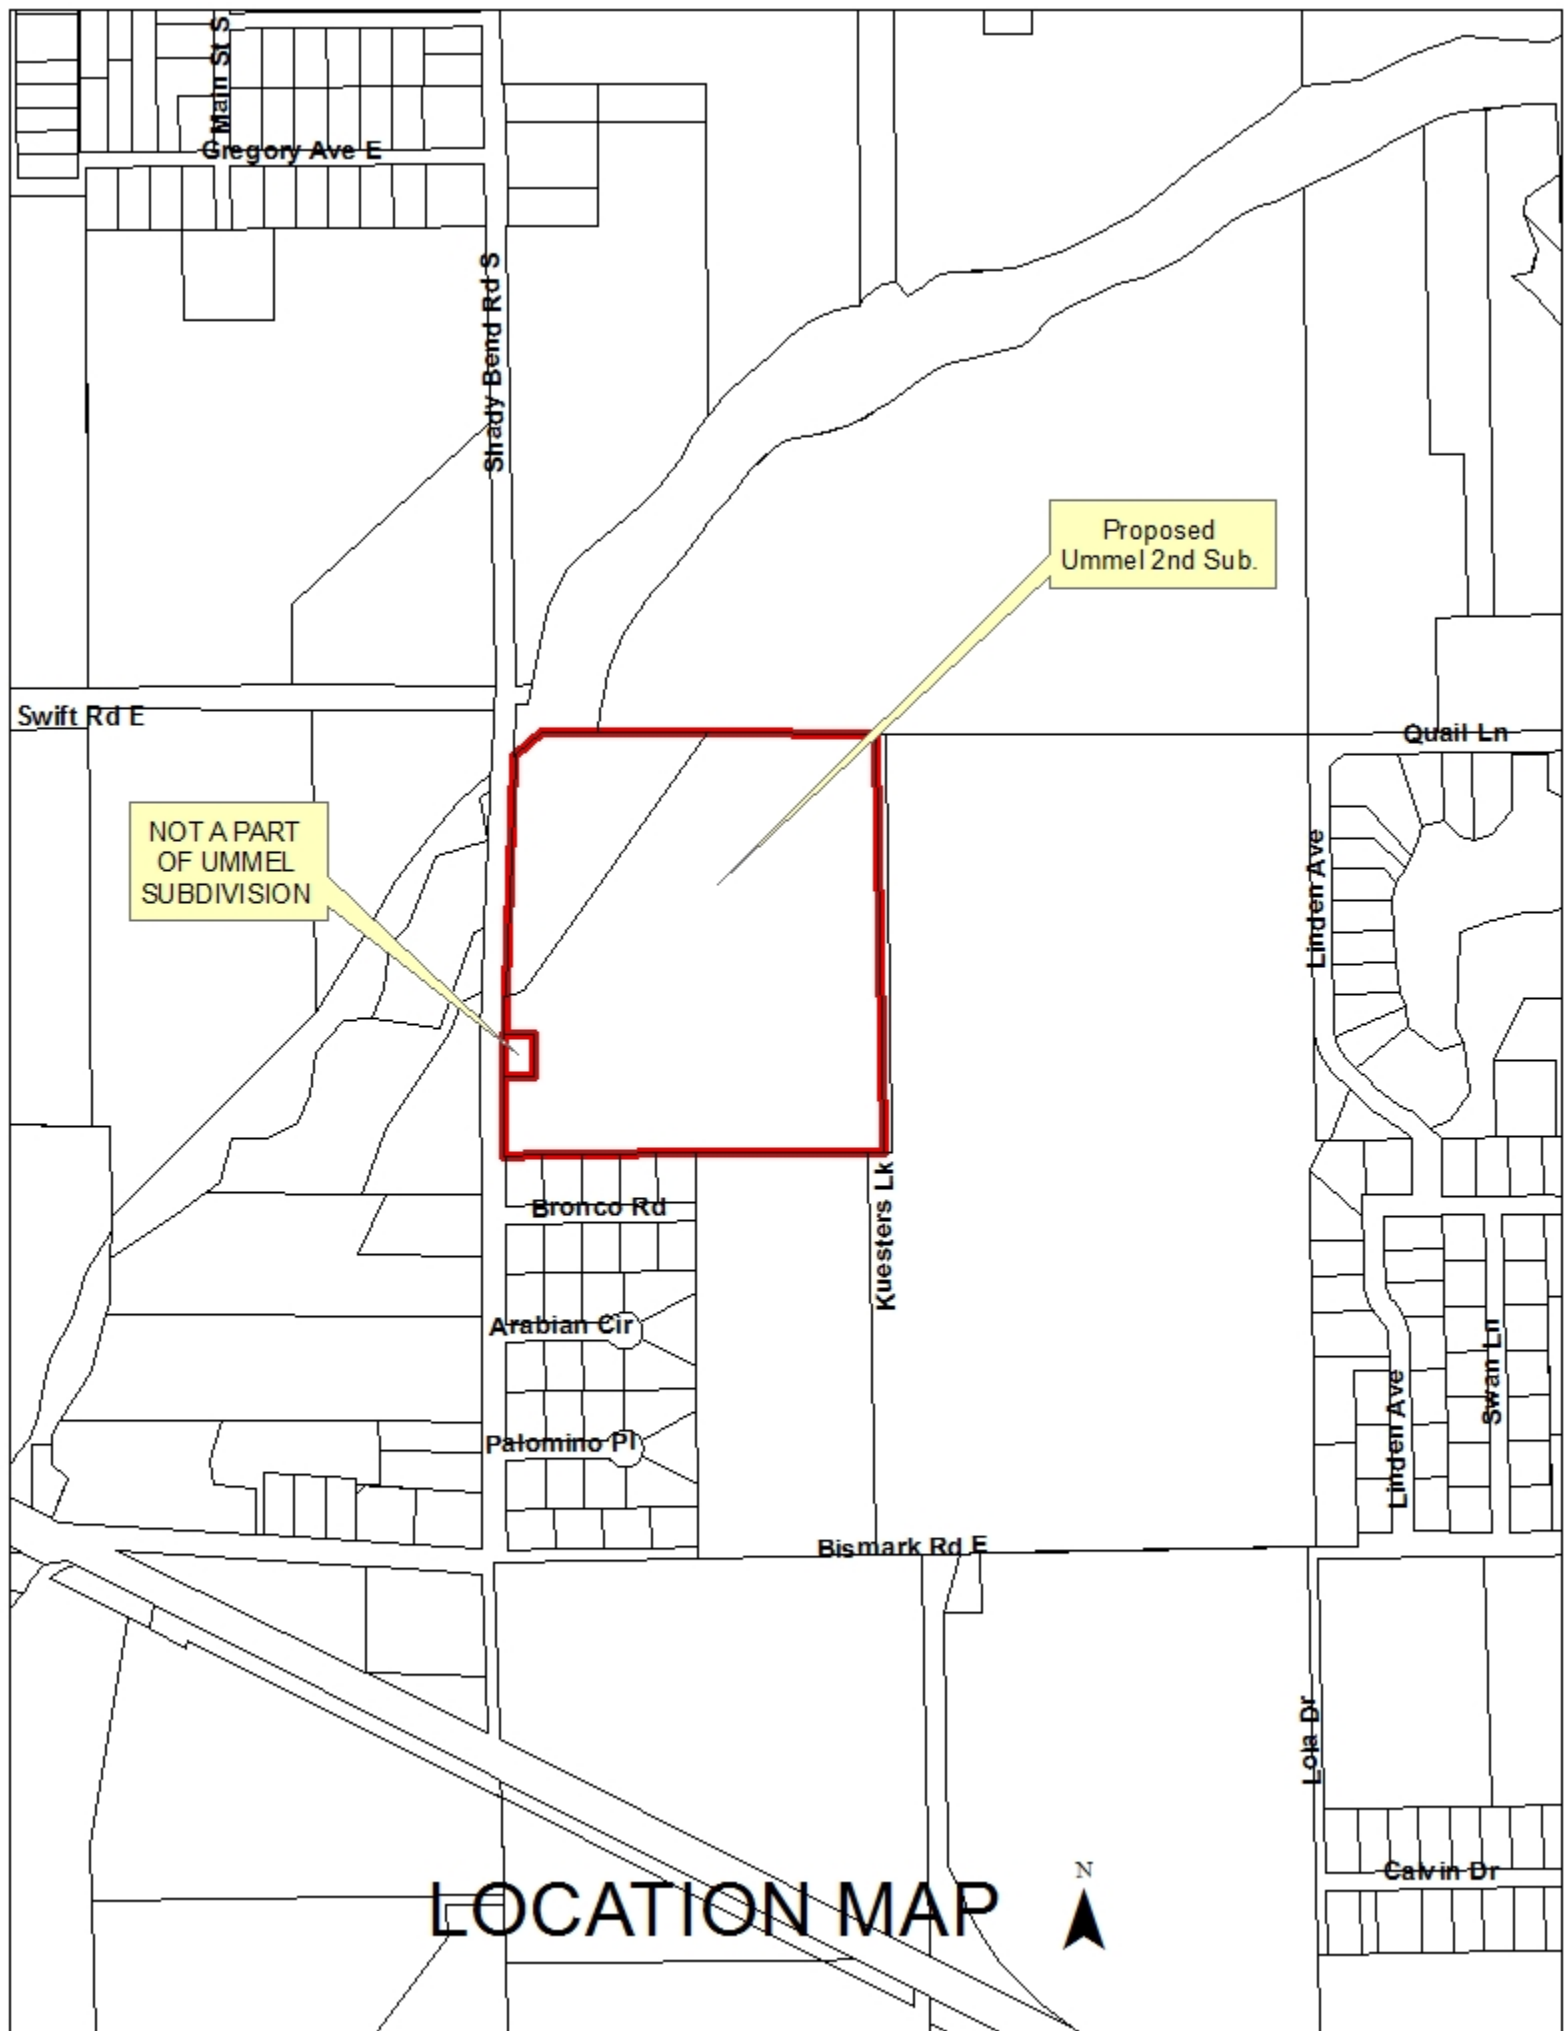 Main St S
Gregory Ave E
Shady Bend Rd S
Proposed
Ummel 2nd Sub.
Swift Rd E
Quail Ln
NOT A PART
OF UMMEL
SUBDIVISION
Linden Ave
Kuesters Lk
Bronco Rd
Arabian Cir
Palomino Pl
Linden Ave
Swan Ln
Bismark Rd E
Lola Dr
Calvin Dr
LOCATION MAP
N